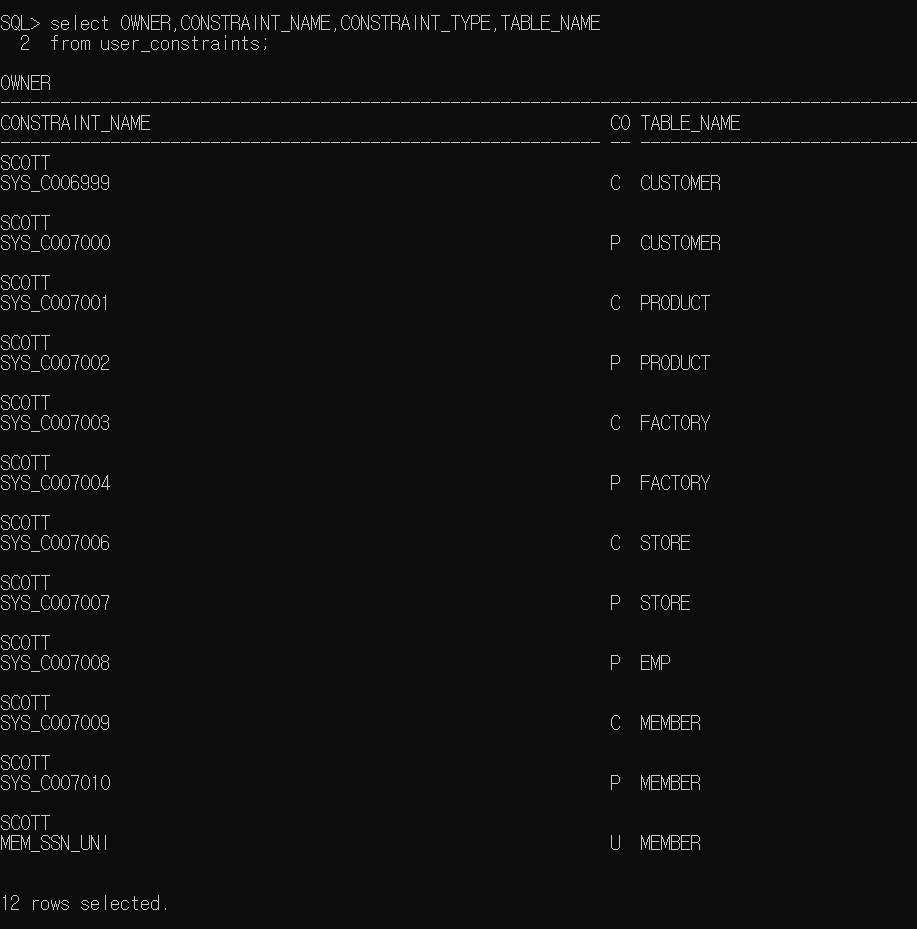 SQL> select OWNER,CONSTRAINT_NAME,CONSTRAINT_TYPE,TABLE_NAME
  2  from user_constraints;
OWNER
--------------------------------------------------------------------------------------------
CONSTRAINT_NAME                                              CO TABLE_NAME
------------------------------------------------------------ -- ----------------------------
SCOTT
SYS_C006999                                                  C  CUSTOMER
SCOTT
SYS_C007000                                                  P  CUSTOMER
SCOTT
SYS_C007001                                                  C  PRODUCT
SCOTT
SYS_C007002                                                  P  PRODUCT
SCOTT
SYS_C007003                                                  C  FACTORY
SCOTT
SYS_C007004                                                  P  FACTORY
SCOTT
SYS_C007006                                                  C  STORE
SCOTT
SYS_C007007                                                  P  STORE
SCOTT
SYS_C007008                                                  P  EMP
SCOTT
SYS_C007009                                                  C  MEMBER
SCOTT
SYS_C007010                                                  P  MEMBER
SCOTT
MEM_SSN_UNI                                                  U  MEMBER
12 rows selected.